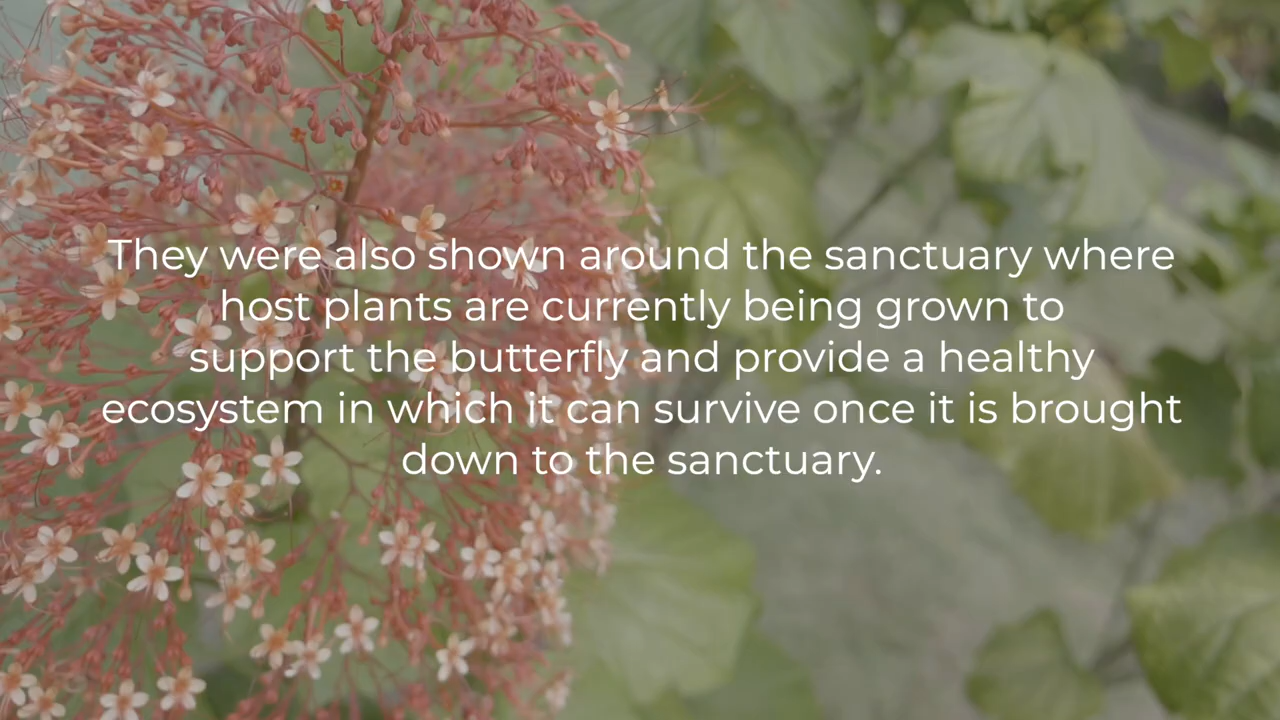 They were also shown around the sanctuary where
host plants are currently being grown to
support the butterfly and provide a healthy
ecosystem in which it can survive once it is brought
down to the sanctuary.